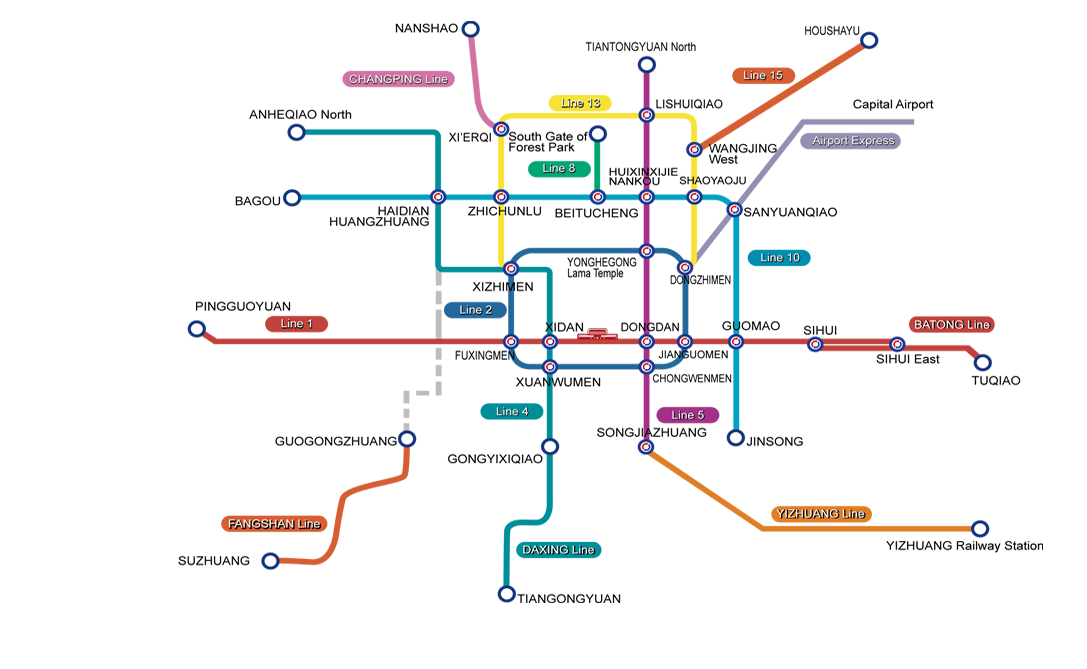 NANSHAO
HOUSHAYU
TIANTONGYUAN North
Line 15
CHANGPING Line
Line 13
LISHUIQIAO
Capital Airport
ANHEQIAO North
XI'ERQI
South Gate of
Forest Park
Airport Express
WANGJING
West
Line 8
HUIXINXIJIE
NANKOU
SHAOYAOJU
BAGOU
HAIDIAN
HUANGZHUANG
ZHICHUNLU
BEITUCHENG
SANYUANQIAO
YONGHEGONG
Lama Temple
Line 10
DONGZHIMEN
XIZHIMEN
PINGGUOYUAN
Line 2
Line 1
XIDAN
DONGDAN
GUOMAO
SIHUI
BATONG Line
FUXINGMEN
JIANGUOMEN
SIHUI East
XUANWUMEN
CHONGWENMEN
TUQIAO
Line 4
Line 5
SONGJIAZHUANG
GUOGONGZHUANG
JINSONG
GONGYIXIQIAO
FANGSHAN Line
YIZHUANG Line
DAXING Line
YIZHUANG Railway Station
SUZHUANG
TIANGONGYUAN